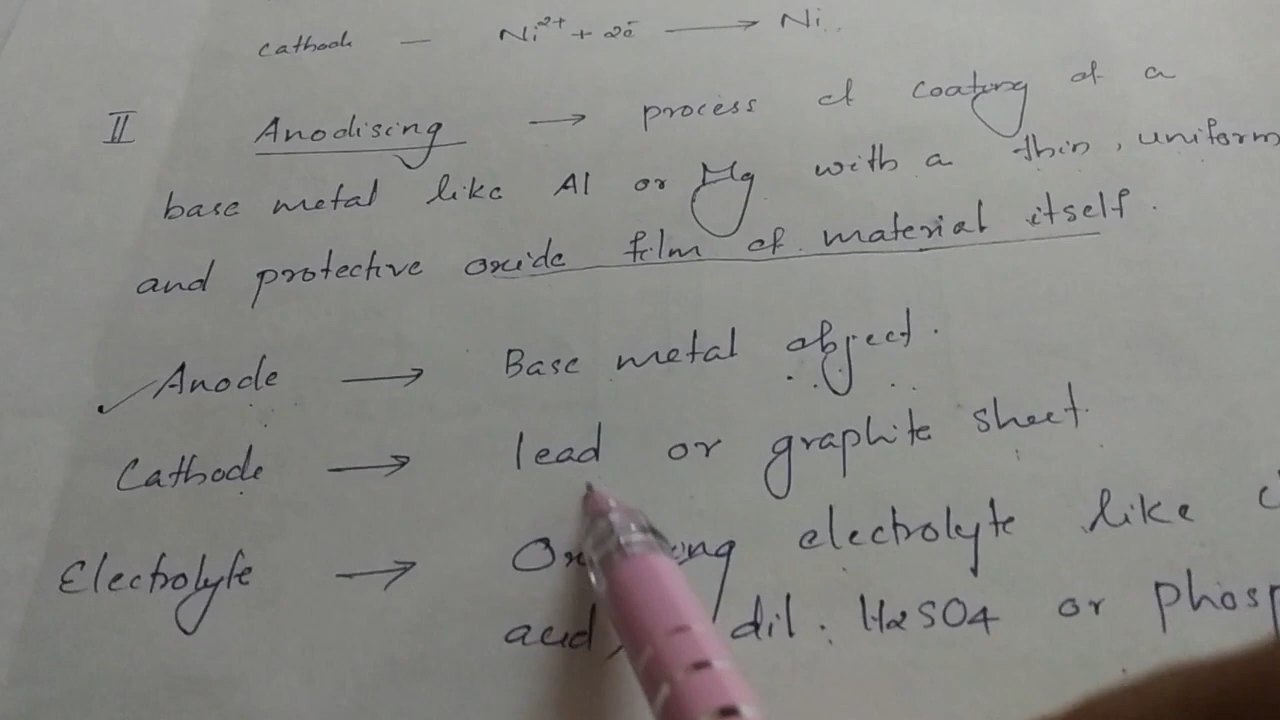 Cathode — Ni²⁺ + 2e⁻ ⟶ Ni
II Anodising → process of coating of a
base metal like Al or Mg with a thin, uniform
and protective oxide film of material itself.
✓Anode → Base metal object.
Cathode → lead or graphite sheet.
Electrolyte → electrolyte like
acid, dil. H2SO4 or